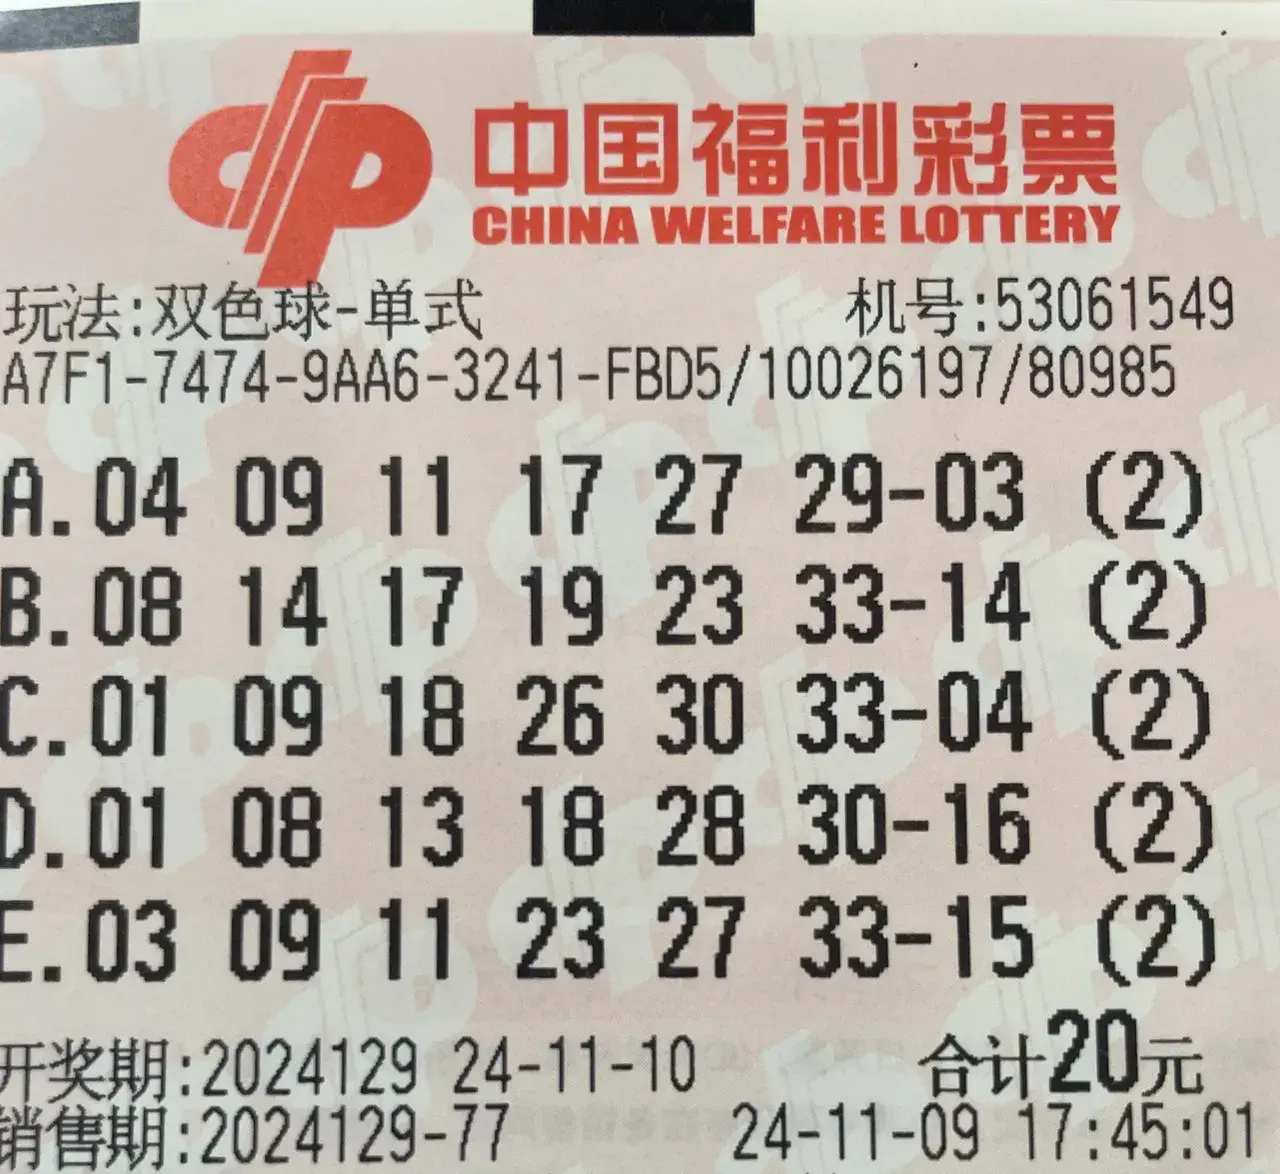 中国福利彩票
CHINA WELFARE LOTTERY
玩法:双色球-单式 机号:53061549
A7F1-7474-9AA6-3241-FBD5/10026197/80985
A.04 09 11 17 27 29-03 (2)
B.08 14 17 19 23 33-14 (2)
C.01 09 18 26 30 33-04 (2)
D.01 08 13 18 28 30-16 (2)
E.03 09 11 23 27 33-15 (2)
开奖期:2024129 24-11-10 合计20元
销售期:2024129-77 24-11-09 17:45:01